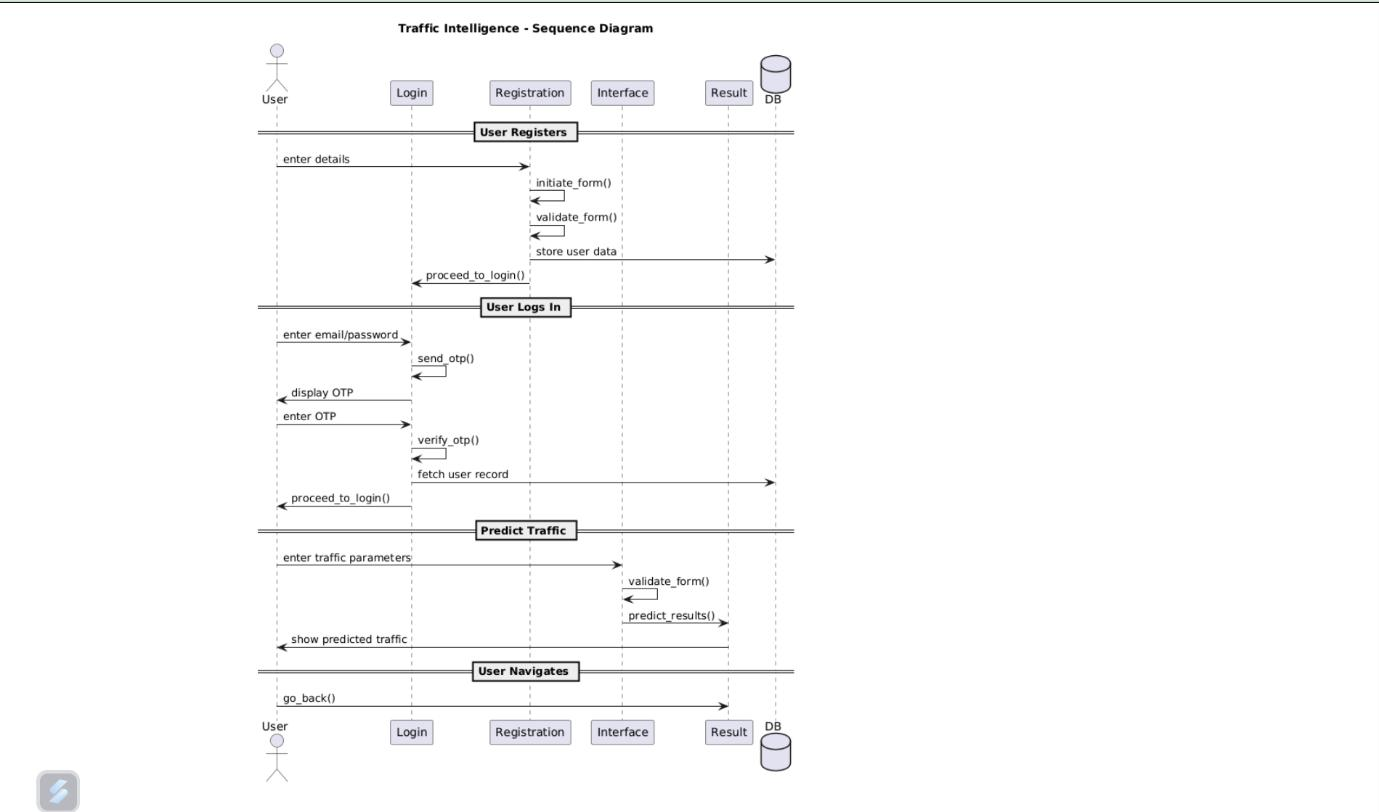 Traffic Intelligence - Sequence Diagram
User
Login
Registration
Interface
Result
DB
User Registers
enter details
initiate_form()
validate_form()
store user data
proceed_to_login()
User Logs In
enter email/password
send_otp()
display OTP
enter OTP
verify_otp()
fetch user record
proceed_to_login()
Predict Traffic
enter traffic parameters
validate_form()
predict_results()
show predicted traffic
User Navigates
go_back()
User
Login
Registration
Interface
Result
DB